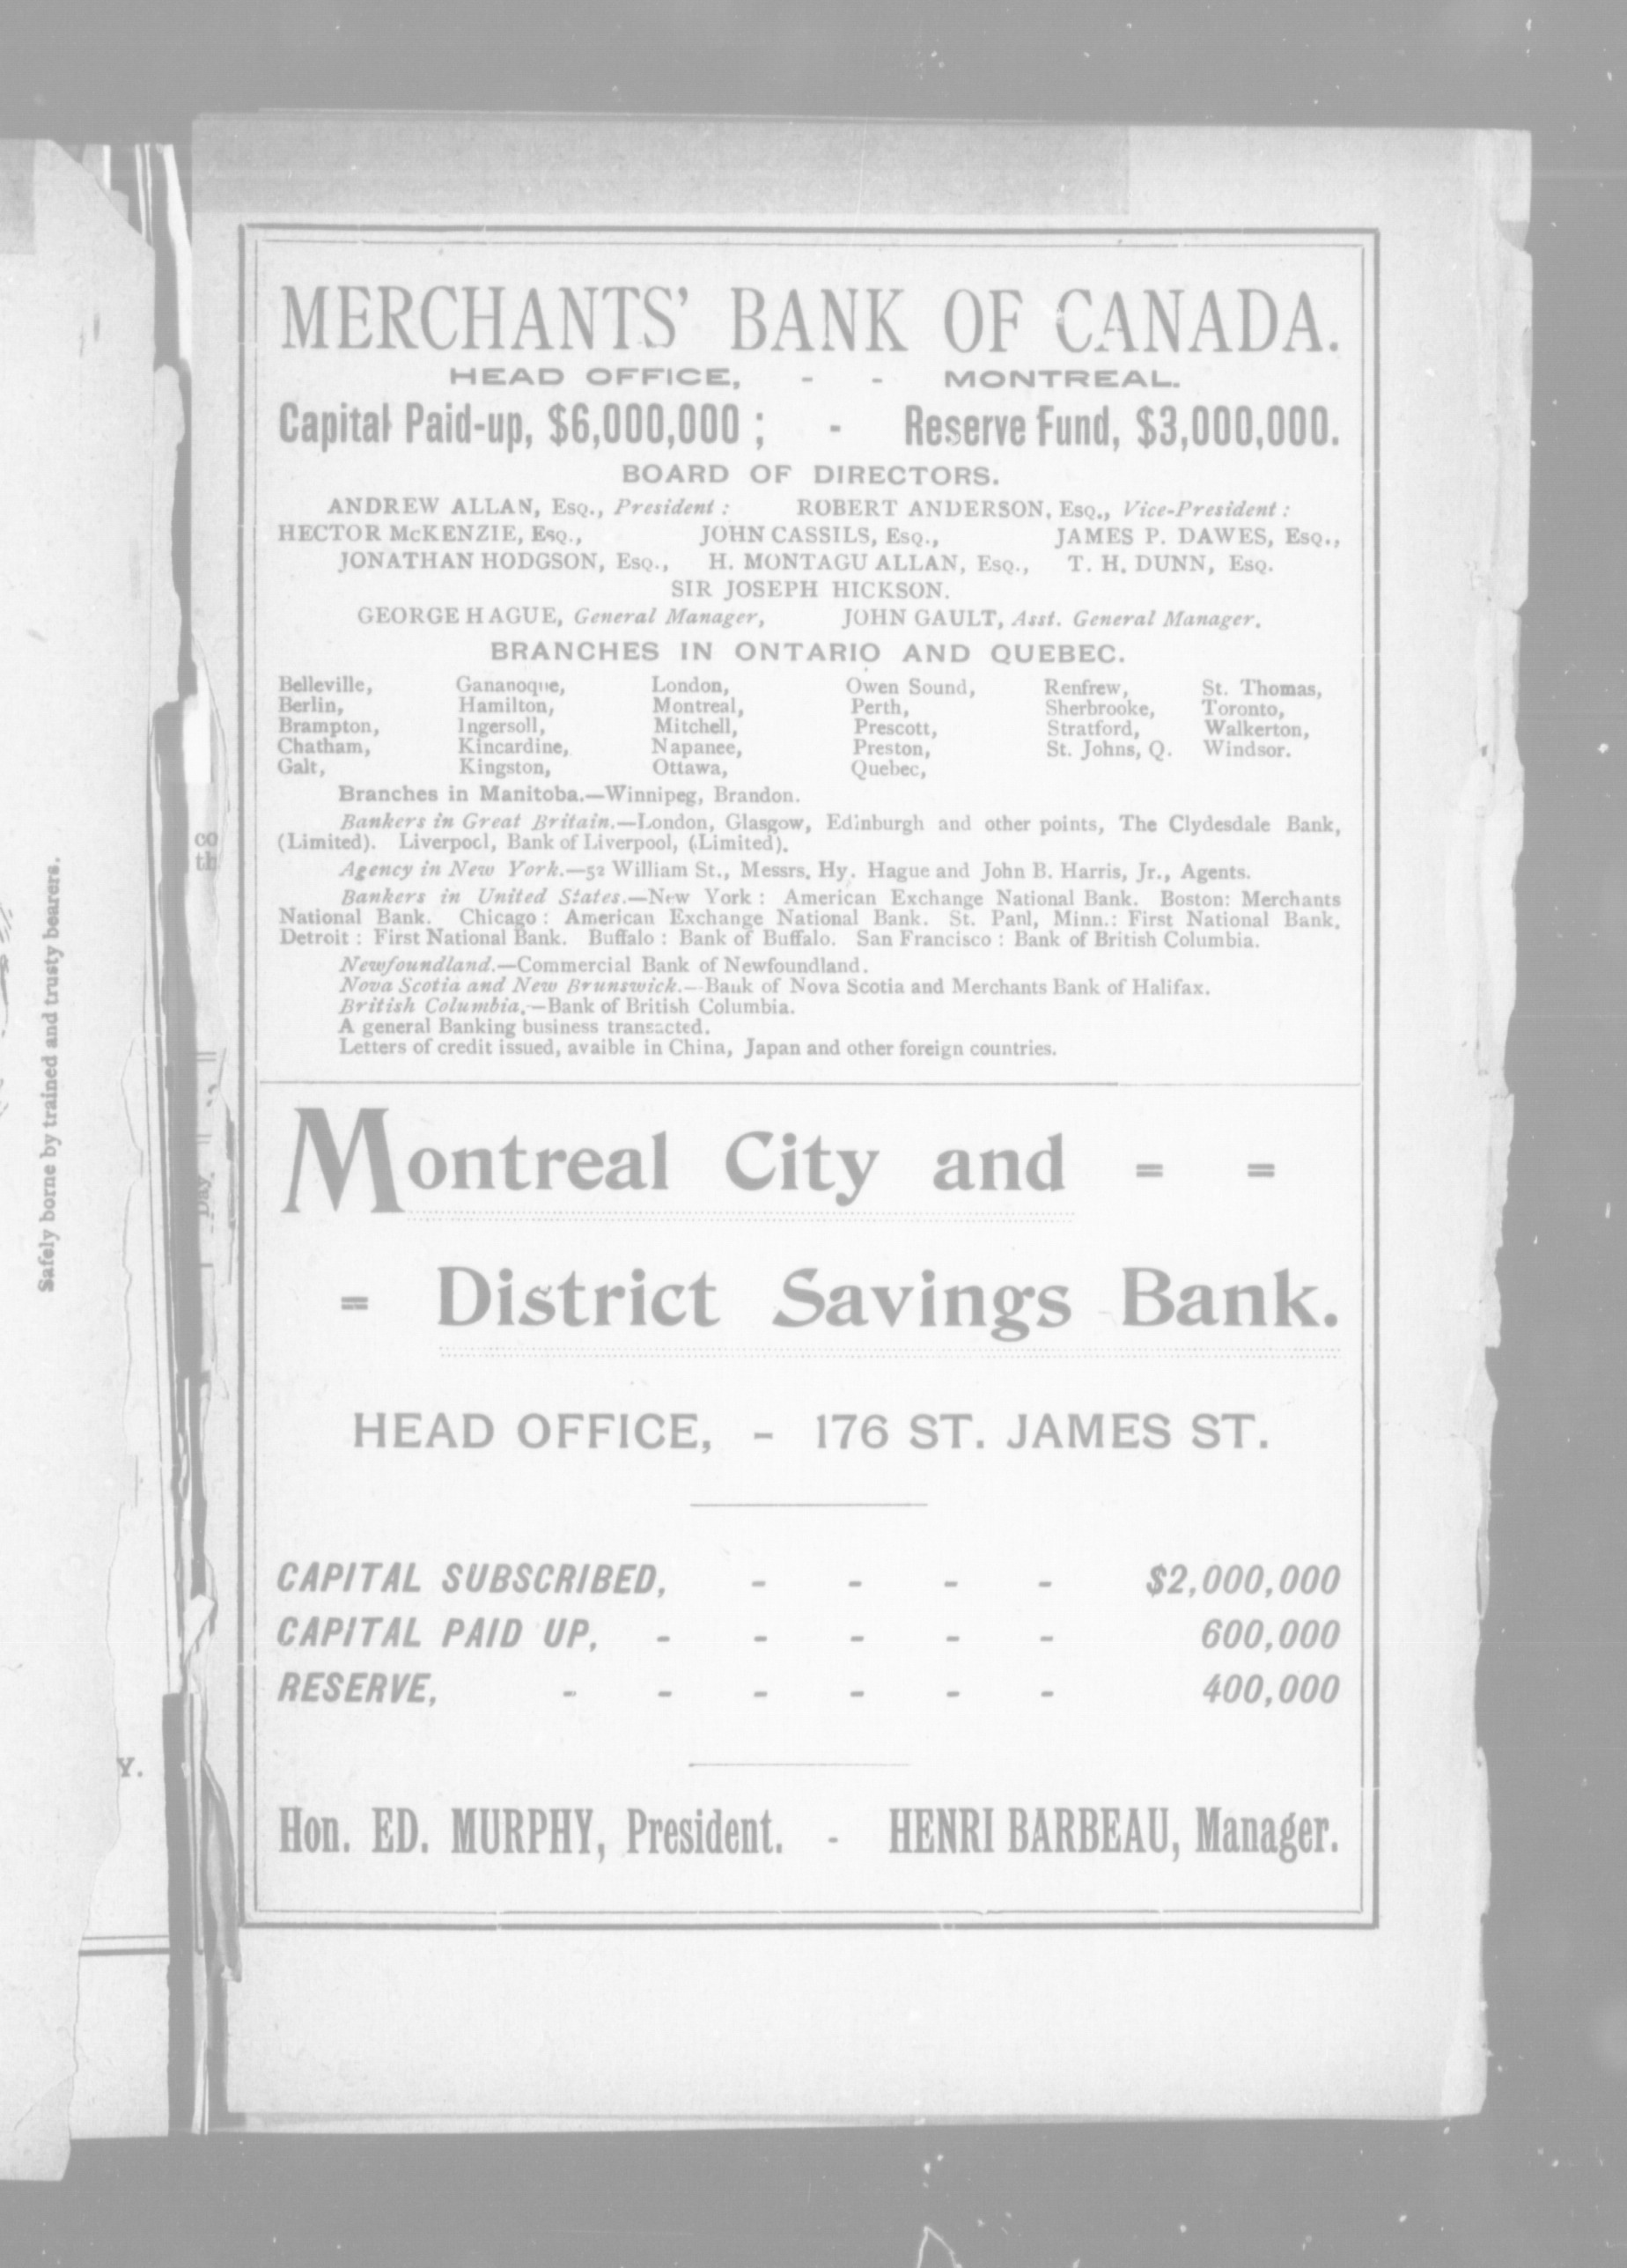 MERCHANTS' BANK OF CANADA.
HEAD OFFICE, - - MONTREAL.
Capital Paid-up, $6,000,000 ; - Reserve Fund, $3,000,000.
BOARD OF DIRECTORS.
ANDREW ALLAN, Esq., President : ROBERT ANDERSON, Esq., Vice-President :
HECTOR McKENZIE, Esq., JOHN CASSILS, Esq., JAMES P. DAWES, Esq.,
JONATHAN HODGSON, Esq., H. MONTAGU ALLAN, Esq., T. H. DUNN, Esq.
SIR JOSEPH HICKSON.
GEORGE HAGUE, General Manager, JOHN GAULT, Asst. General Manager.
BRANCHES IN ONTARIO AND QUEBEC.
Belleville, Gananoque, London, Owen Sound, Renfrew, St. Thomas,
Berlin, Hamilton, Montreal, Perth, Sherbrooke, Toronto,
Brampton, Ingersoll, Mitchell, Prescott, Stratford, Walkerton,
Chatham, Kincardine, Napanee, Preston, St. Johns, Q. Windsor.
Galt, Kingston, Ottawa, Quebec,
Branches in Manitoba.—Winnipeg, Brandon.
Bankers in Great Britain.—London, Glasgow, Edinburgh and other points, The Clydesdale Bank,
(Limited). Liverpool, Bank of Liverpool, (Limited).
Agency in New York.—52 William St., Messrs. Hy. Hague and John B. Harris, Jr., Agents.
Bankers in United States.—New York : American Exchange National Bank. Boston: Merchants
National Bank. Chicago : American Exchange National Bank. St. Panl, Minn.: First National Bank,
Detroit : First National Bank. Buffalo : Bank of Buffalo. San Francisco : Bank of British Columbia.
Newfoundland.—Commercial Bank of Newfoundland.
Nova Scotia and New Brunswick.—Bank of Nova Scotia and Merchants Bank of Halifax.
British Columbia.—Bank of British Columbia.
A general Banking business transacted.
Letters of credit issued, avaible in China, Japan and other foreign countries.
Montreal City and = =
= District Savings Bank.
HEAD OFFICE, - 176 ST. JAMES ST.
CAPITAL SUBSCRIBED, - - - - $2,000,000
CAPITAL PAID UP, - - - - - 600,000
RESERVE, - - - - - - 400,000
Hon. ED. MURPHY, President. - HENRI BARBEAU, Manager.
Safely borne by trained and trusty bearers.
co
th
Day.
Y.